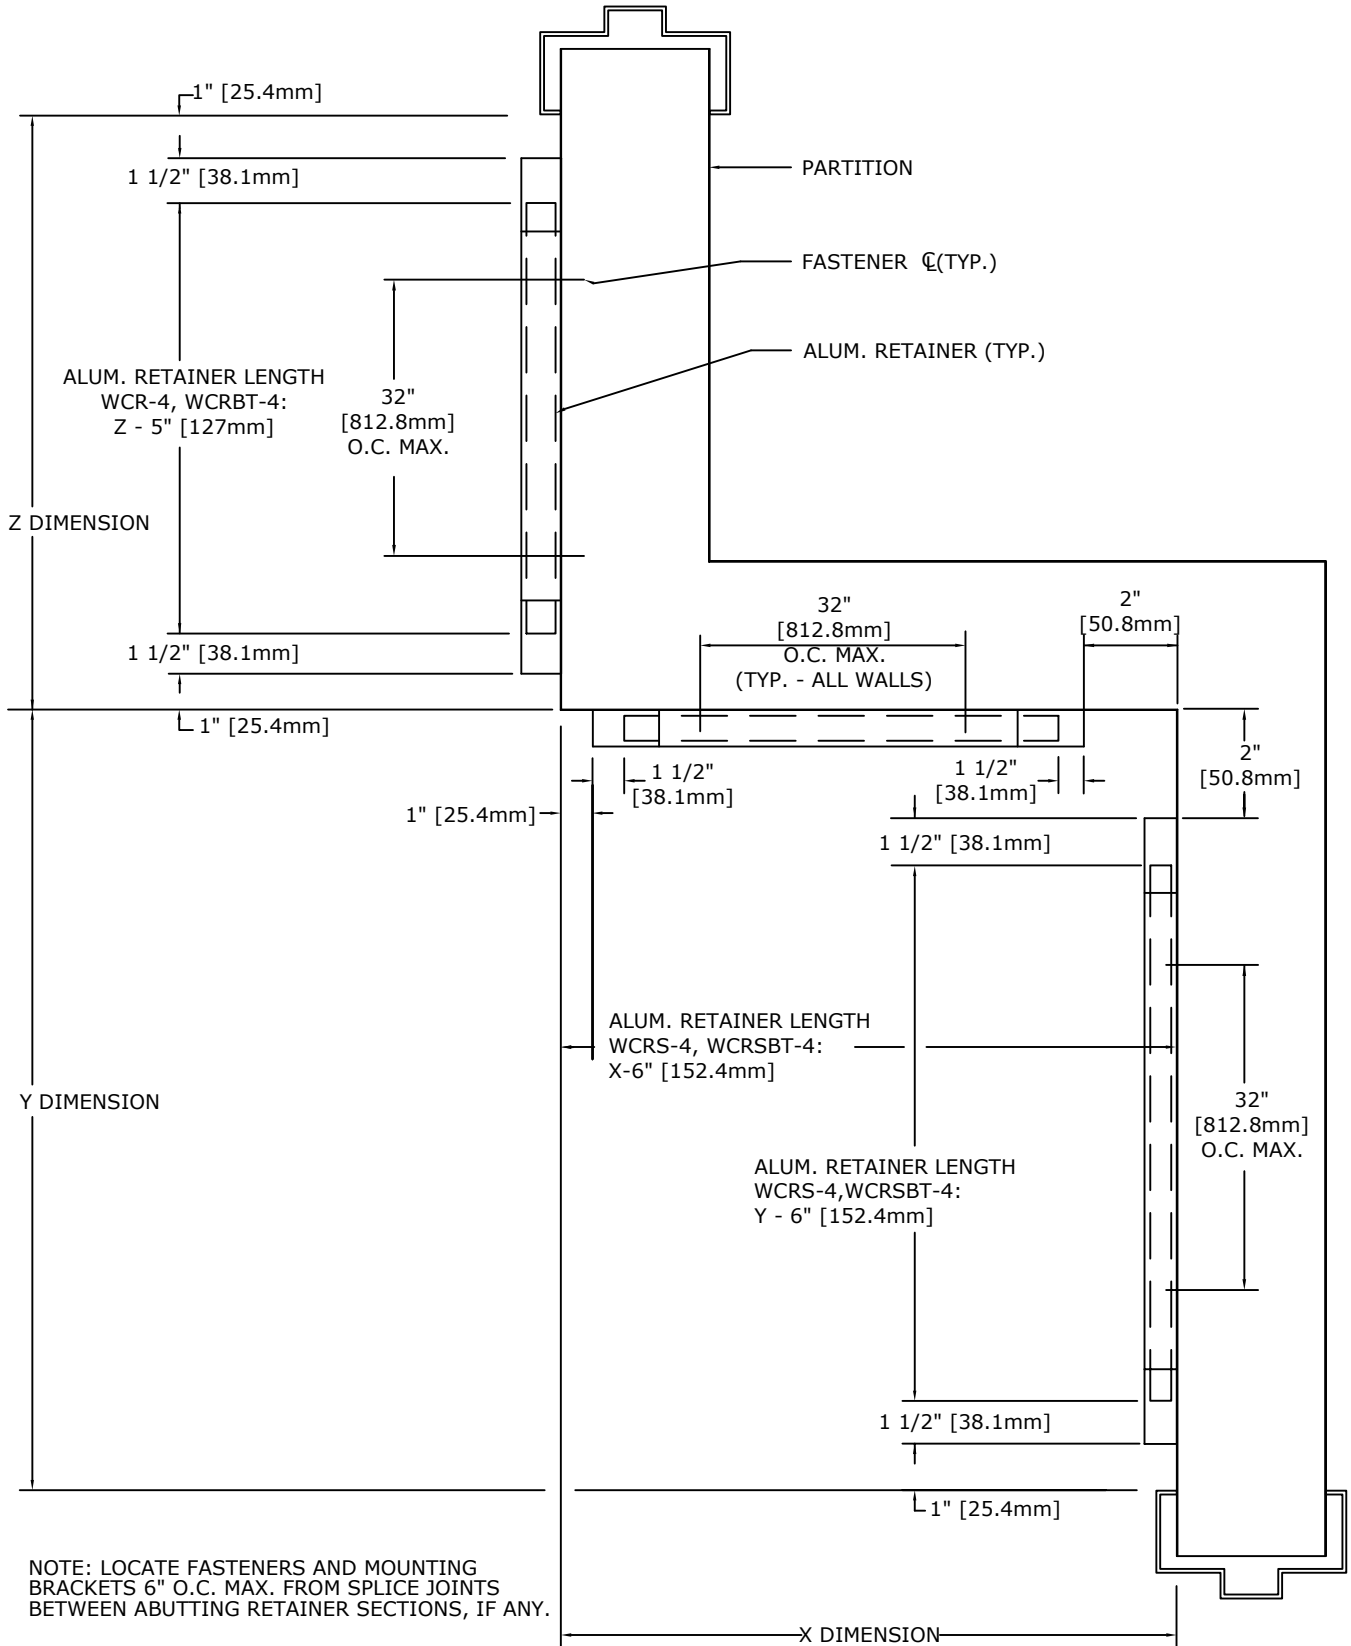 1" [25.4mm]
1 1/2" [38.1mm]
PARTITION
FASTENER ℄(TYP.)
ALUM. RETAINER (TYP.)
ALUM. RETAINER LENGTH
WCR-4, WCRBT-4:
Z - 5" [127mm]
32"
[812.8mm]
O.C. MAX.
Z DIMENSION
32"
[812.8mm]
O.C. MAX.
(TYP. - ALL WALLS)
2"
[50.8mm]
1 1/2" [38.1mm]
1" [25.4mm]
2"
[50.8mm]
1 1/2"
[38.1mm]
1 1/2"
[38.1mm]
1" [25.4mm]
1 1/2" [38.1mm]
ALUM. RETAINER LENGTH
WCRS-4, WCRSBT-4:
X-6" [152.4mm]
Y DIMENSION
32"
[812.8mm]
O.C. MAX.
ALUM. RETAINER LENGTH
WCRS-4,WCRSBT-4:
Y - 6" [152.4mm]
1 1/2" [38.1mm]
1" [25.4mm]
NOTE: LOCATE FASTENERS AND MOUNTING
BRACKETS 6" O.C. MAX. FROM SPLICE JOINTS
BETWEEN ABUTTING RETAINER SECTIONS, IF ANY.
X DIMENSION